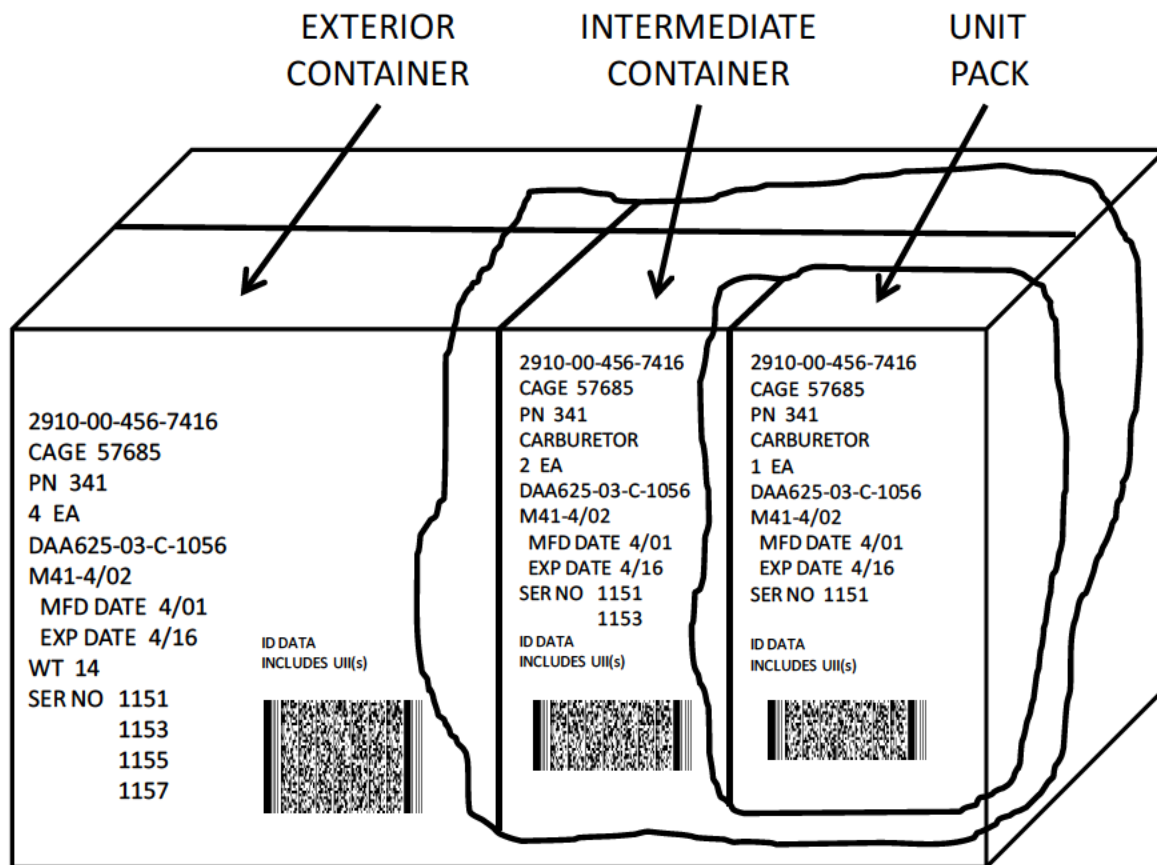 EXTERIOR
CONTAINER
INTERMEDIATE
CONTAINER
UNIT
PACK
2910-00-456-7416
CAGE 57685
PN 341
4 EA
DAA625-03-C-1056
M41-4/02
MFD DATE 4/01
EXP DATE 4/16
WT 14
SER NO 1151
1153
1155
1157
ID DATA
INCLUDES UII(s)
2910-00-456-7416
CAGE 57685
PN 341
CARBURETOR
2 EA
DAA625-03-C-1056
M41-4/02
MFD DATE 4/01
EXP DATE 4/16
SER NO 1151
1153
ID DATA
INCLUDES UII(s)
2910-00-456-7416
CAGE 57685
PN 341
CARBURETOR
1 EA
DAA625-03-C-1056
M41-4/02
MFD DATE 4/01
EXP DATE 4/16
SER NO 1151
ID DATA
INCLUDES UII(s)